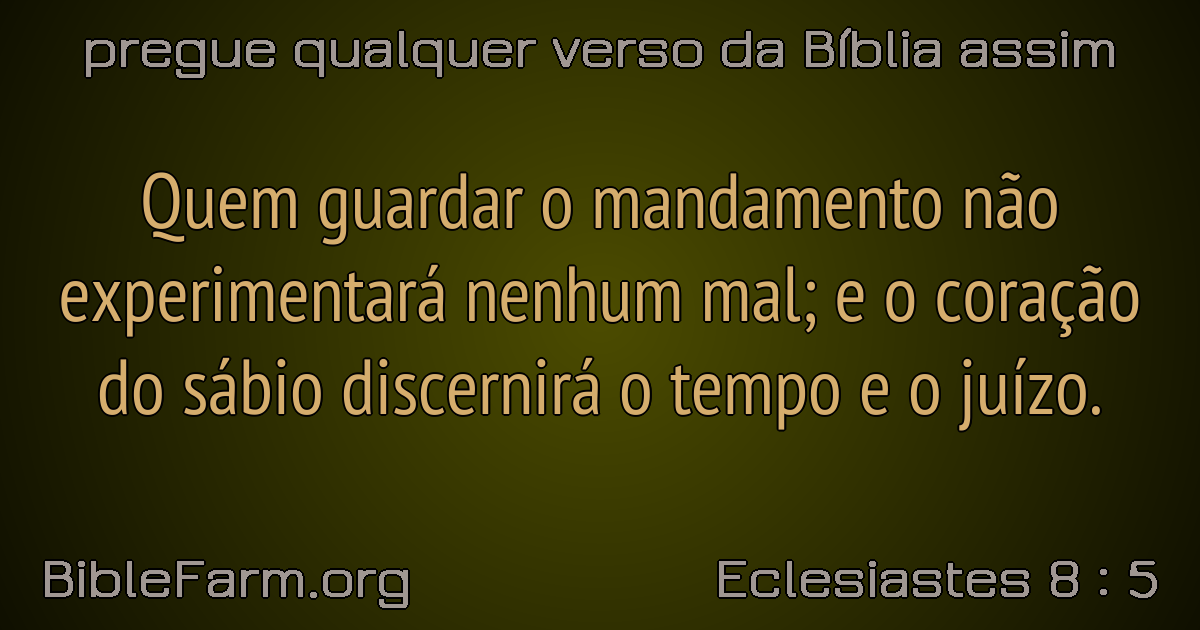 pregue qualquer verso da Bíblia assim
Quem guardar o mandamento não
experimentará nenhum mal; e o coração
do sábio discernirá o tempo e o juízo.
BibleFarm.org
Eclesiastes 8 : 5